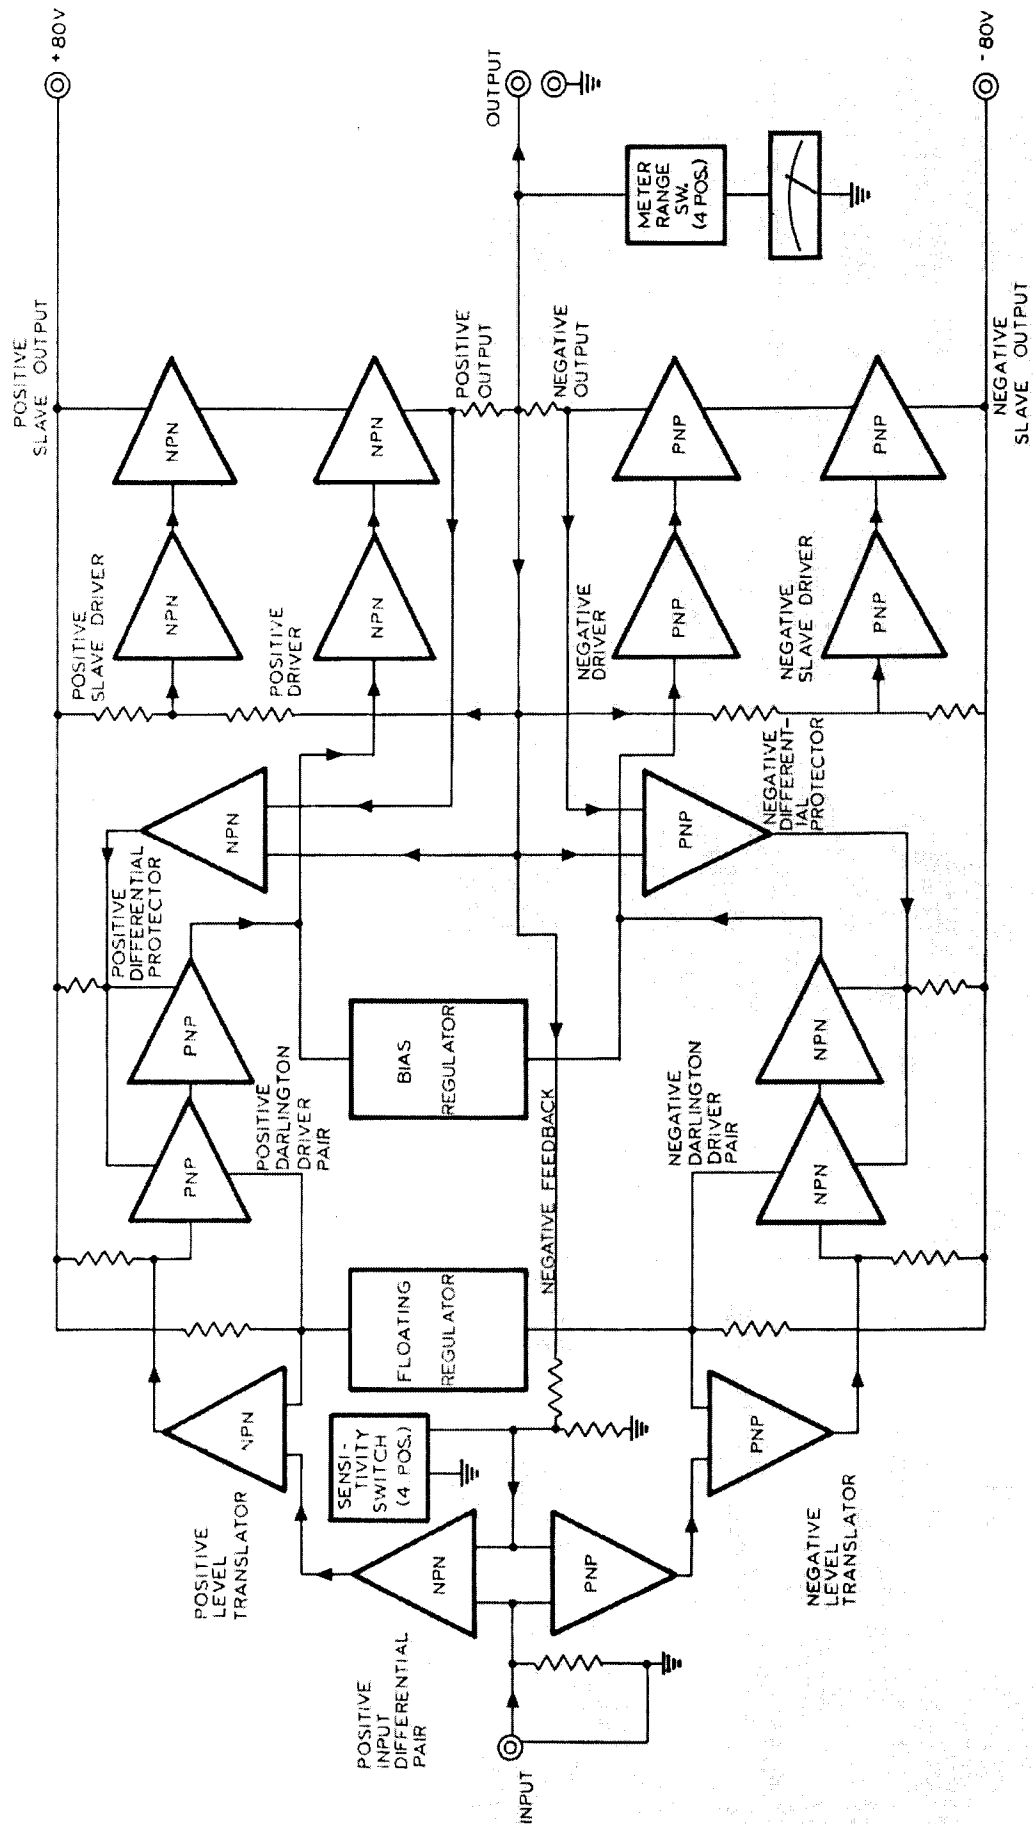 +80V
OUTPUT
-80V
METER
RANGE
SW.
(4 POS.)
POSITIVE
SLAVE OUTPUT
NPN
NPN
POSITIVE
OUTPUT
NEGATIVE
OUTPUT
PNP
PNP
NEGATIVE
SLAVE OUTPUT
POSITIVE
SLAVE DRIVER
NPN
POSITIVE
DRIVER
NPN
NEGATIVE
DRIVER
PNP
NEGATIVE
SLAVE DRIVER
PNP
POSITIVE
DIFFERENTIAL
PROTECTOR
NPN
PNP
NEGATIVE
DIFFERENT-
IAL
PROTECTOR
PNP
PNP
POSITIVE
DARLINGTON
DRIVER
PAIR
BIAS
REGULATOR
NEGATIVE FEEDBACK
NEGATIVE
DARLINGTON
DRIVER
PAIR
NPN
NPN
FLOATING
REGULATOR
NPN
POSITIVE
LEVEL
TRANSLATOR
SENSI-
TIVITY
SWITCH
(4 POS.)
PNP
NEGATIVE
LEVEL
TRANSLATOR
POSITIVE
INPUT
DIFFERENTIAL
PAIR
NPN
PNP
INPUT